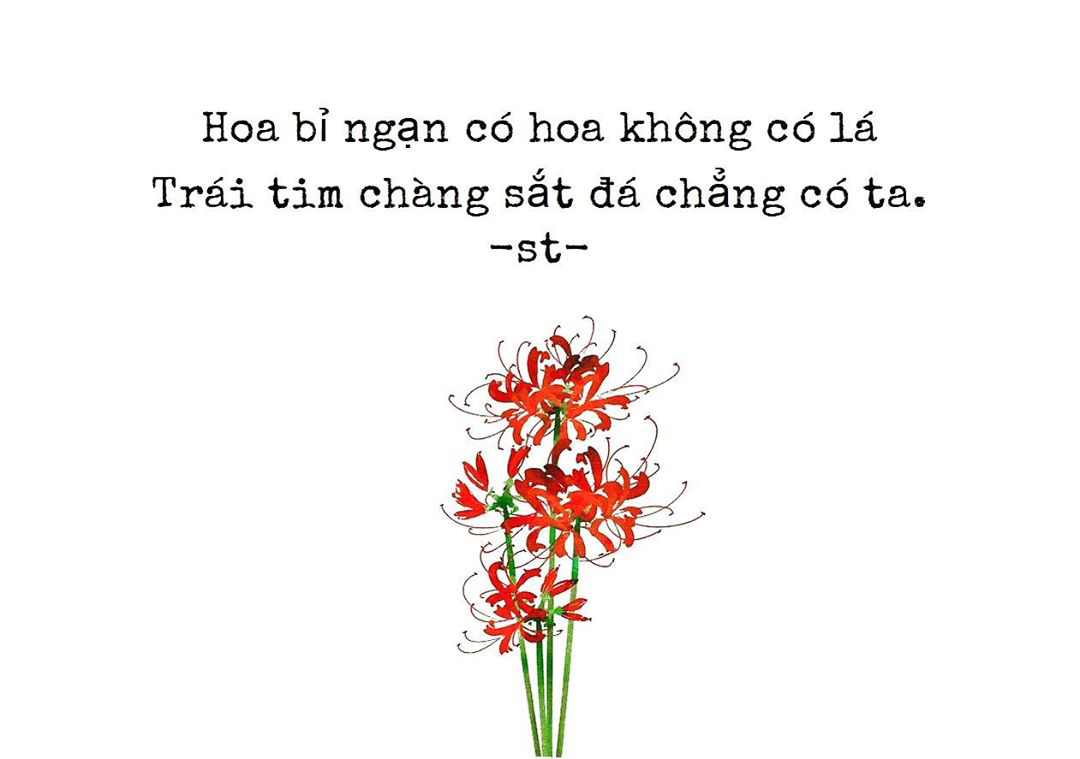 Hoa bỉ ngạn có hoa không có lá
Trái tim chàng sắt đá chẳng có ta.
-st-